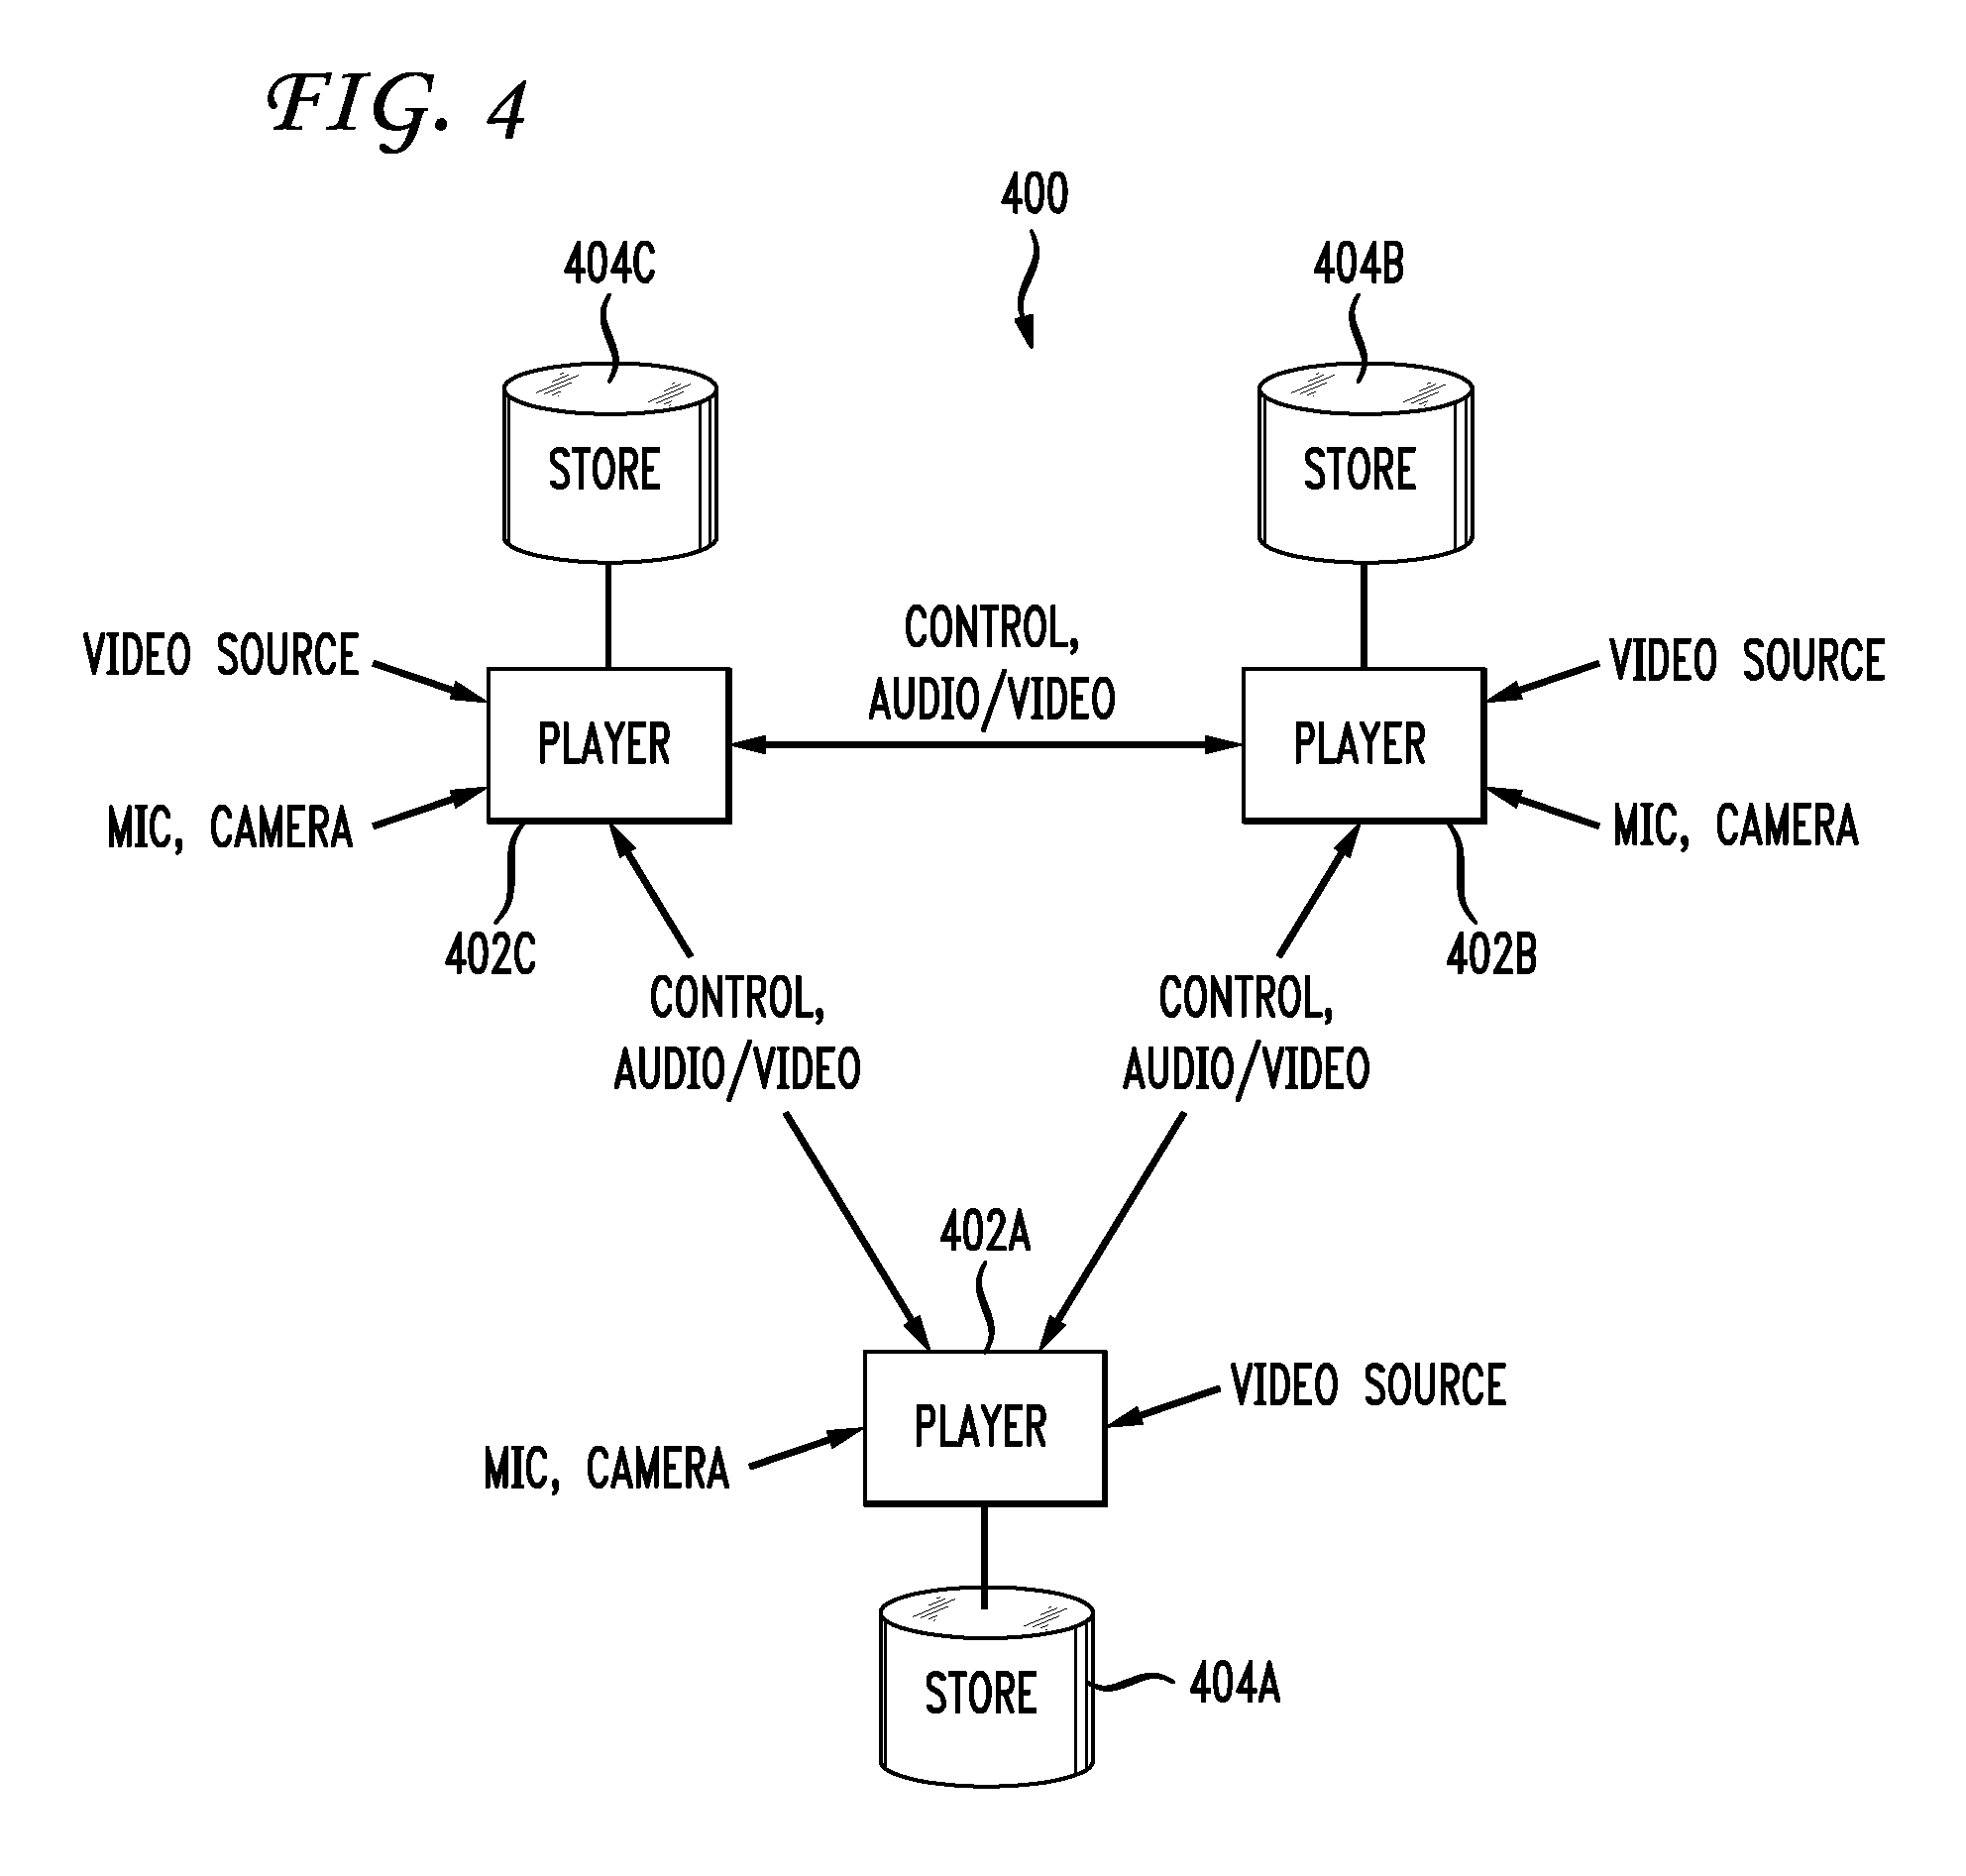 FIG. 4
400
404C
404B
STORE
STORE
CONTROL,
AUDIO/VIDEO
VIDEO SOURCE
VIDEO SOURCE
PLAYER
PLAYER
MIC, CAMERA
MIC, CAMERA
402C
402B
CONTROL,
AUDIO/VIDEO
CONTROL,
AUDIO/VIDEO
402A
VIDEO SOURCE
PLAYER
MIC, CAMERA
STORE
404A